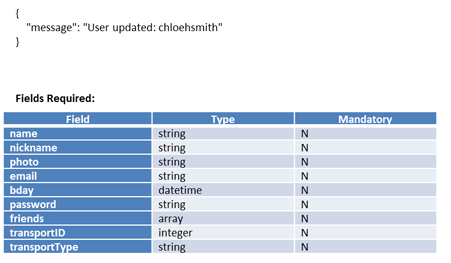 {
"message": "User updated: chloehsmith"
}
Fields Required:
Field Type Mandatory
name string N
nickname string N
photo string N
email string N
bday datetime N
password string N
friends array N
transportID integer N
transportType string N